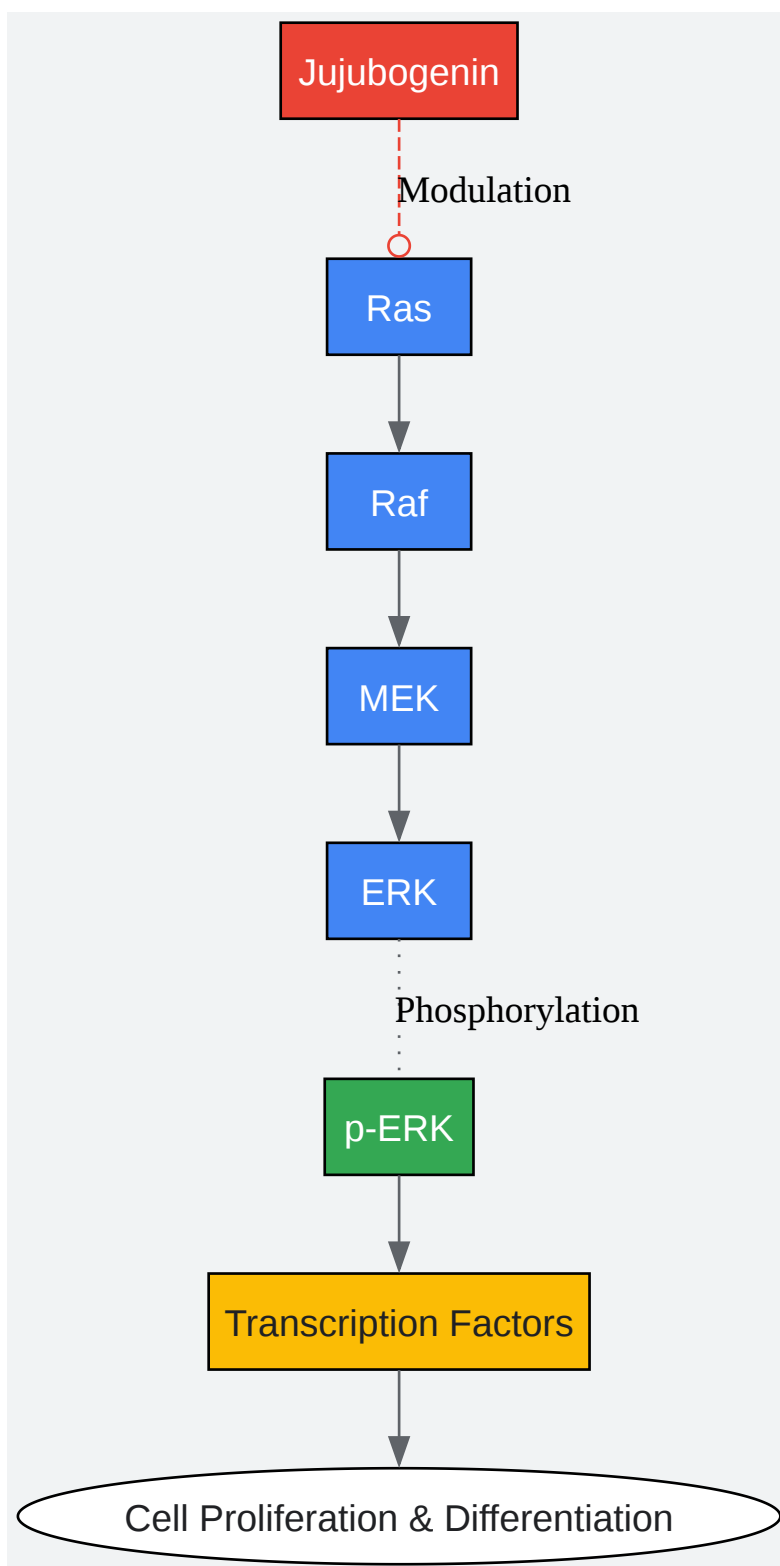 Jujubogenin
Modulation
Ras
Raf
MEK
ERK
Phosphorylation
p-ERK
Transcription Factors
Cell Proliferation & Differentiation